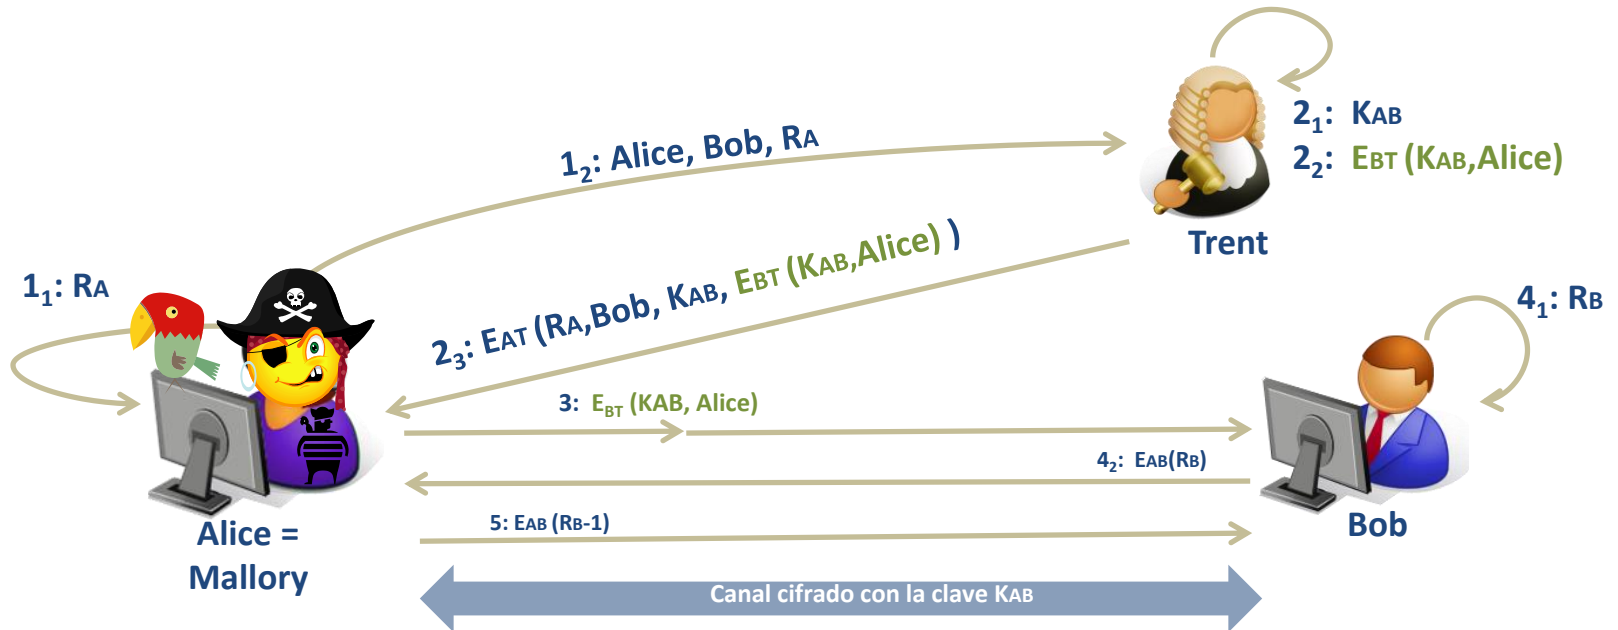 2₁: KAB
1₂: Alice, Bob, RA
2₂: EBT (KAB,Alice)
Trent
1₁: RA
2₃: EAT (RA,Bob, KAB, EBT (KAB,Alice) )
4₁: RB
3: EBT (KAB, Alice)
4₂: EAB(RB)
5: EAB (RB-1)
Alice =
Mallory
Bob
Canal cifrado con la clave KAB